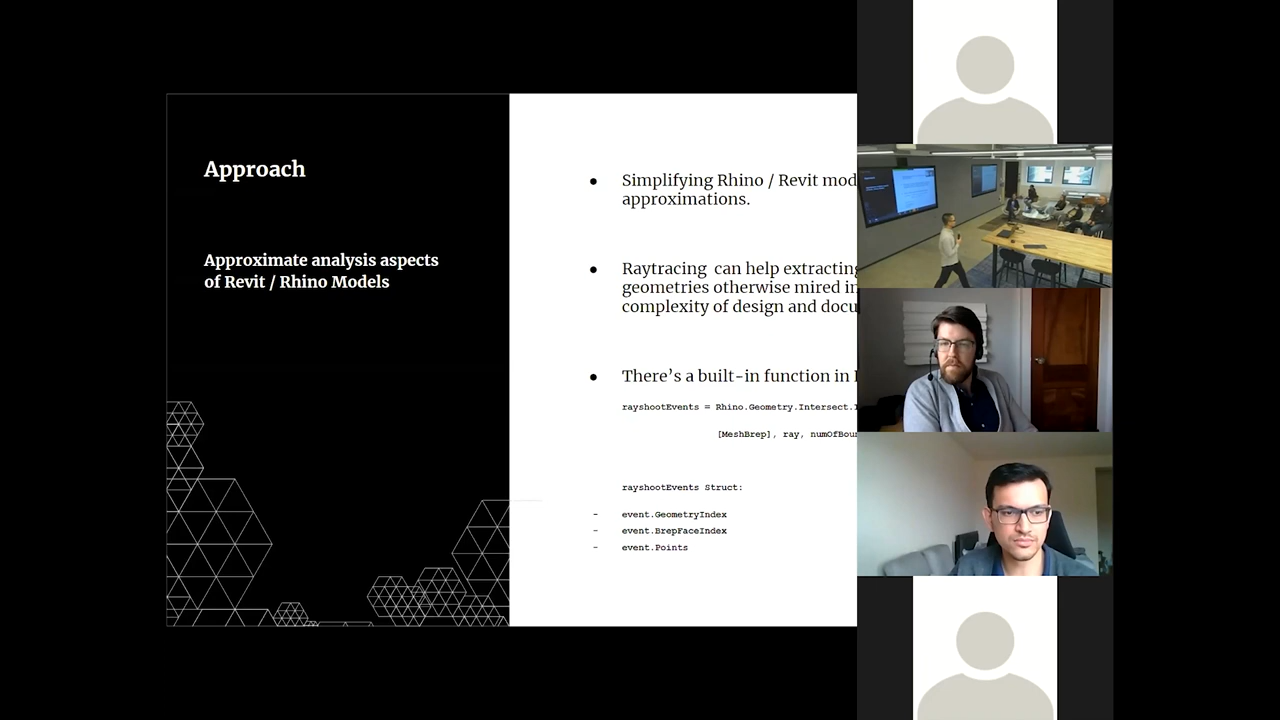 Approach
Approximate analysis aspects
of Revit / Rhino Models
● Simplifying Rhino / Revit mod
approximations.
● Raytracing can help extracting
geometries otherwise mired in
complexity of design and docu
● There's a built-in function in
rayshootEvents = Rhino.Geometry.Intersect.
[MeshBrep], ray, numOfBou
rayshootEvents Struct:
- event.GeometryIndex
- event.BrepFaceIndex
- event.Points